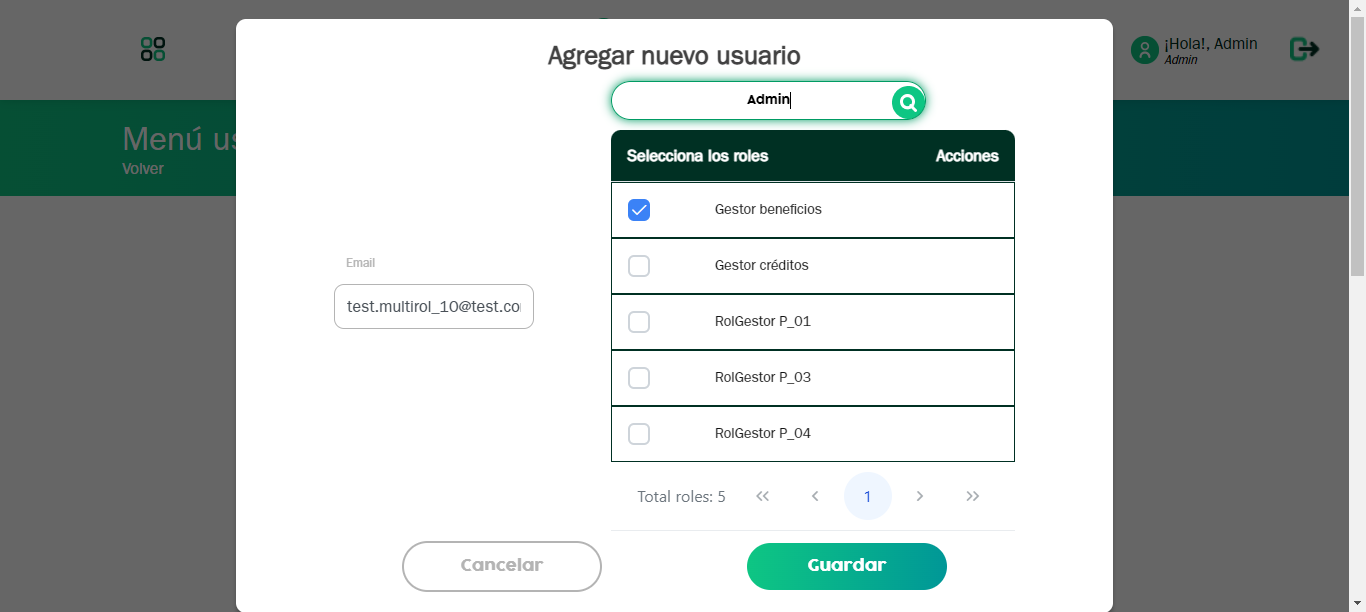 ¡Hola!, Admin
Admin
Menú us
Volver
Agregar nuevo usuario
Admin
Selecciona los roles Acciones
Gestor beneficios
Gestor créditos
RolGestor P_01
RolGestor P_03
RolGestor P_04
Email
test.multirol_10@test.co
Total roles: 5 1
Cancelar Guardar